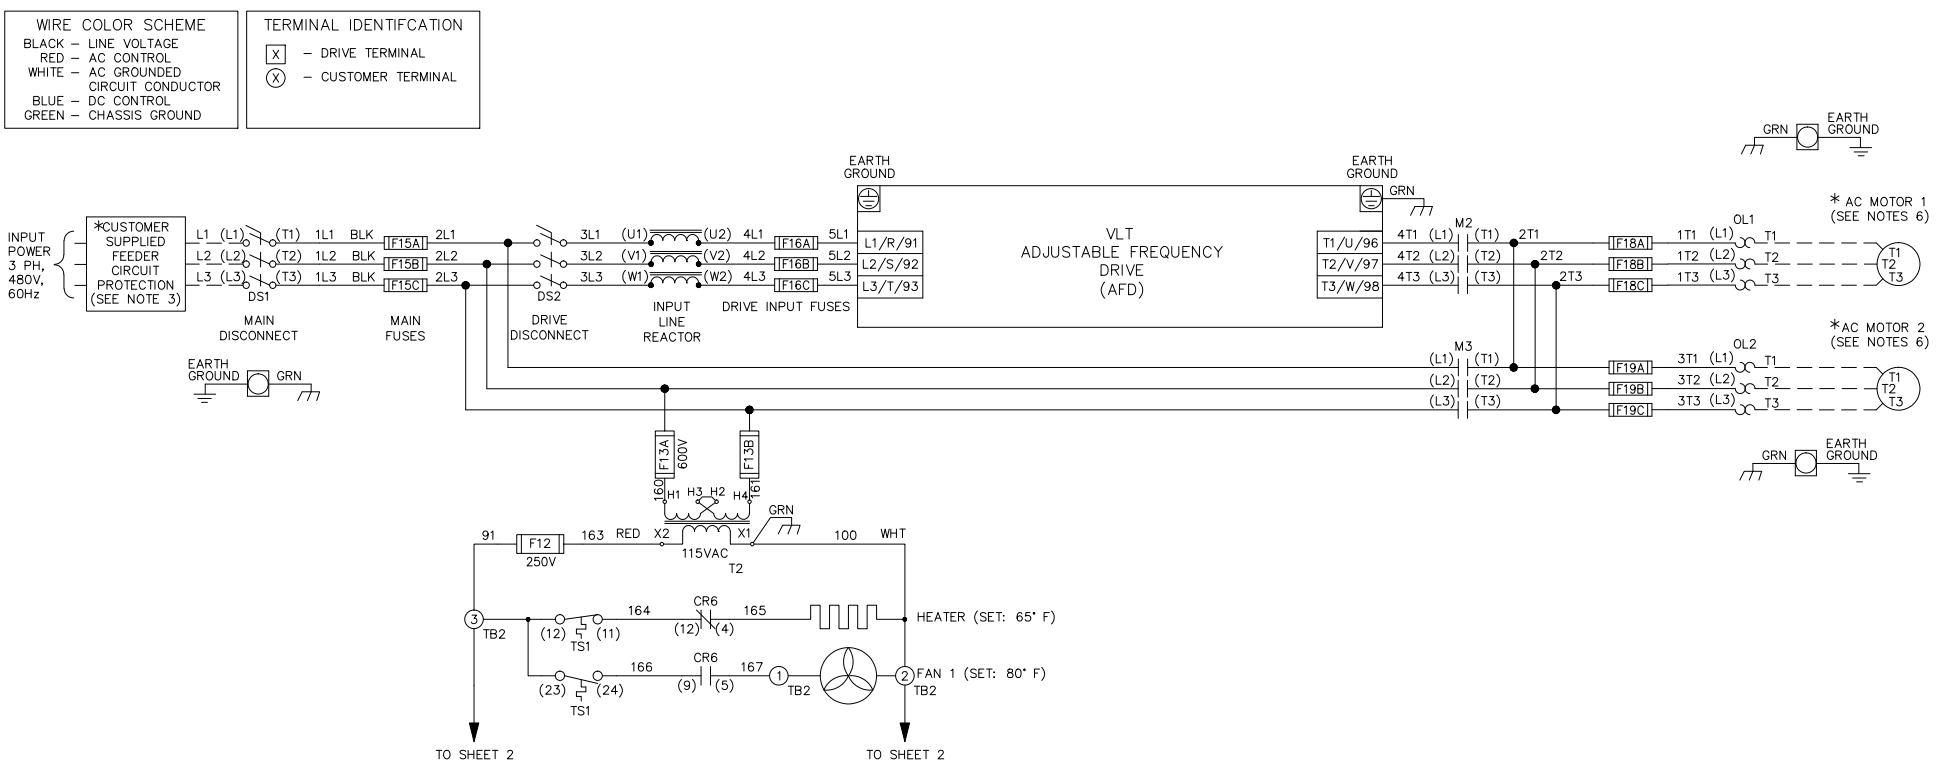 WIRE COLOR SCHEME
BLACK – LINE VOLTAGE
RED – AC CONTROL
WHITE – AC GROUNDED
CIRCUIT CONDUCTOR
BLUE – DC CONTROL
GREEN – CHASSIS GROUND
TERMINAL IDENTIFCATION
X – DRIVE TERMINAL
X – CUSTOMER TERMINAL
INPUT
POWER
3 PH,
480V,
60Hz
*CUSTOMER
SUPPLIED
FEEDER
CIRCUIT
PROTECTION
(SEE NOTE 3)
L1 (L1) (T1) 1L1 BLK F15A 2L1
L2 (L2) (T2) 1L2 BLK F15B 2L2
L3 (L3) (T3) 1L3 BLK F15C 2L3
DS1
MAIN
DISCONNECT
MAIN
FUSES
3L1 (U1) (U2) 4L1 F16A 5L1
3L2 (V1) (V2) 4L2 F16B 5L2
3L3 (W1) (W2) 4L3 F16C 5L3
DS2
DRIVE
DISCONNECT
INPUT
LINE
REACTOR
DRIVE INPUT FUSES
EARTH
GROUND
L1/R/91
L2/S/92
L3/T/93
VLT
ADJUSTABLE FREQUENCY
DRIVE
(AFD)
EARTH
GROUND
GRN
T1/U/96
T2/V/97
T3/W/98
M2
4T1 (L1) (T1) 2T1 F18A 1T1 (L1) T1
4T2 (L2) (T2) 2T2 F18B 1T2 (L2) T2
4T3 (L3) (T3) 2T3 F18C 1T3 (L3) T3
OL1
GRN
EARTH
GROUND
* AC MOTOR 1
(SEE NOTES 6)
T1
T2
T3
M3
(L1) (T1) F19A 3T1 (L1) T1
(L2) (T2) F19B 3T2 (L2) T2
(L3) (T3) F19C 3T3 (L3) T3
OL2
*AC MOTOR 2
(SEE NOTES 6)
T1
T2
T3
GRN
EARTH
GROUND
EARTH
GROUND
GRN
F13A
600V
F13B
160
161
H1 H3 H2 H4
GRN
91 F12 163 RED X2 X1 100 WHT
250V
115VAC
T2
3
TB2
(12) (11)
TS1
164
CR6
(12) (4)
165
HEATER (SET: 65° F)
(23) (24)
TS1
166
CR6
(9) (5)
167
1
TB2
2
TB2
FAN 1 (SET: 80° F)
TO SHEET 2
TO SHEET 2